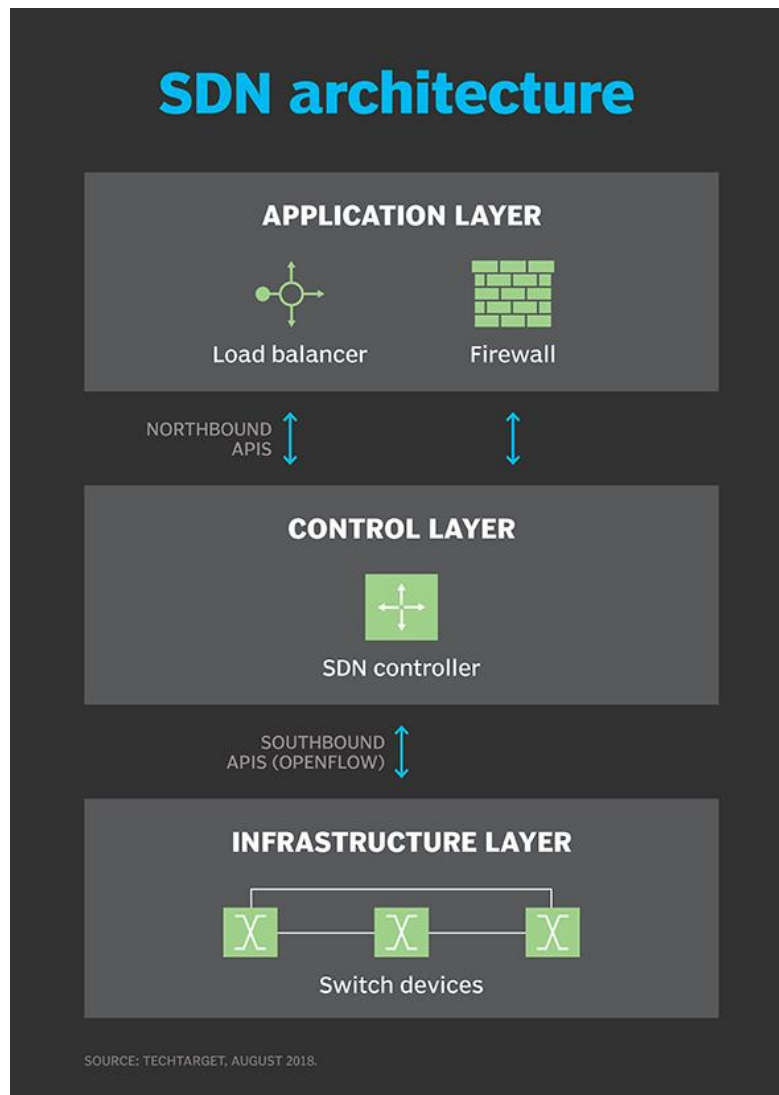 SDN architecture
APPLICATION LAYER
Load balancer
Firewall
NORTHBOUND
APIS
CONTROL LAYER
SDN controller
SOUTHBOUND
APIS (OPENFLOW)
INFRASTRUCTURE LAYER
Switch devices
SOURCE: TECHTARGET, AUGUST 2018.